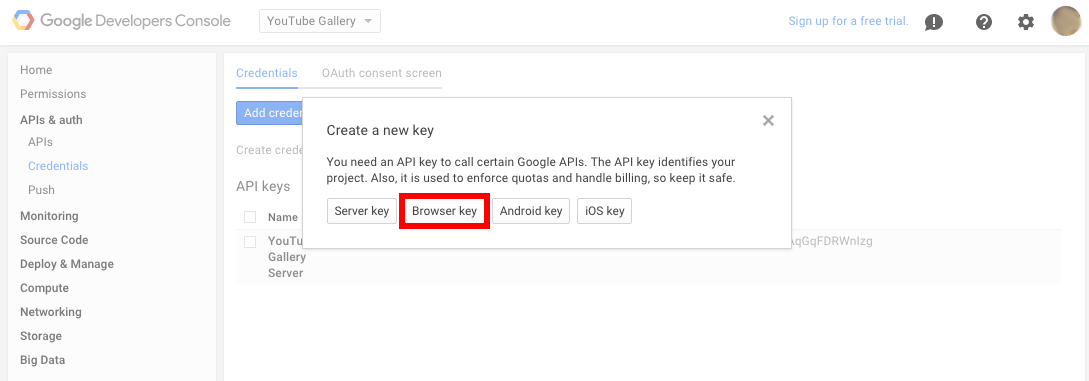 Google Developers Console
YouTube Gallery
Sign up for a free trial.
Home
Permissions
APIs & auth
APIs
Credentials
Push
Monitoring
Source Code
Deploy & Manage
Compute
Networking
Storage
Big Data
Credentials
OAuth consent screen
Add creden
Create crede
API keys
Name
YouTu
Gallery
Server
AqGqFDRWnIzg
Create a new key
You need an API key to call certain Google APIs. The API key identifies your
project. Also, it is used to enforce quotas and handle billing, so keep it safe.
Server key
Browser key
Android key
iOS key